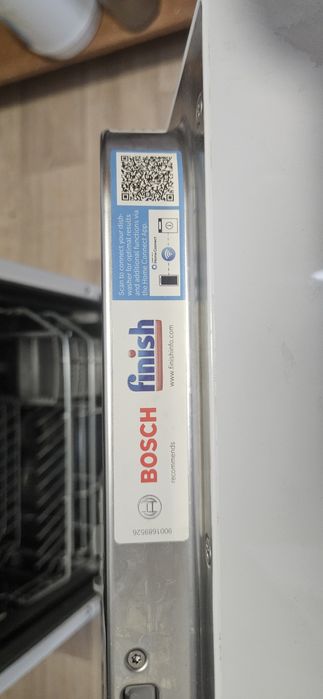 9001689526
BOSCH
recommends
finish
www.finishinfo.com
Scan to connect your dish-
washer for optimal results
and additional functions via
the Home Connect App.
HomeConnect